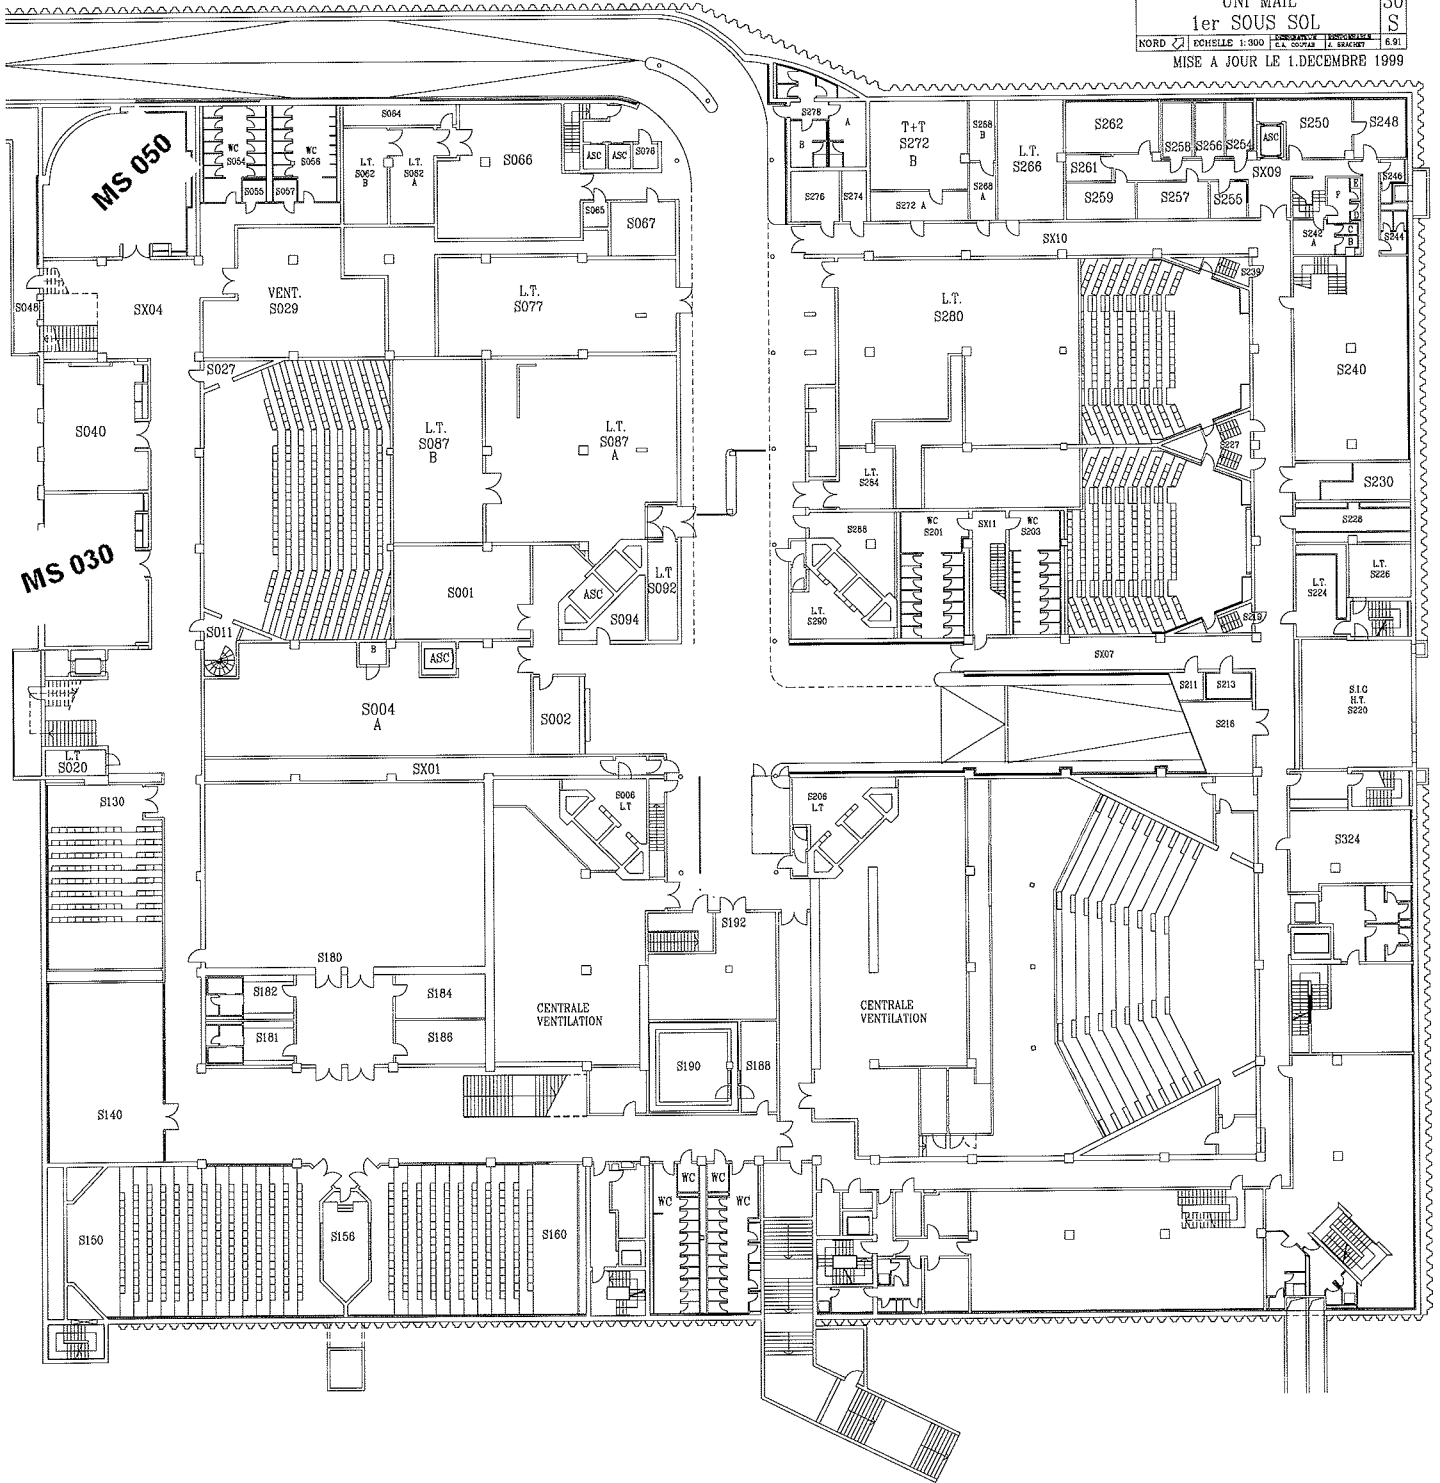 UNI MAIL
1er SOUS SOL
S
NORD ECHELLE 1:300 C.A. COUTAZ J. BRACHET 6.91
MISE A JOUR LE 1.DECEMBRE 1999
MS 050
WC
S054
WC
S056
S055
S057
S064
L.T.
S062
B
L.T.
S062
A
S066
ASC
ASC
S076
S065
S067
S278
A
B
S276
S274
T+T
S272
B
S272 A
S268
B
S268
A
L.T.
S266
S262
S261
S259
S258
S256
S254
S257
S255
ASC
S250
S248
SX09
S246
S242
A
F
E
D
C
B
S244
SX10
S048
SX04
VENT.
S029
L.T.
S077
L.T.
S280
S239
S240
S027
S040
L.T.
S087
B
L.T.
S087
A
S227
L.T.
S284
S230
S228
MS 030
S288
WC
S201
SX11
WC
S203
L.T.
S224
L.T.
S226
S001
ASC
S094
L.T
S092
L.T.
S290
S219
S011
B
ASC
SX07
S004
A
S002
S211
S213
S216
S.I.G
H.T.
S220
L.T
S020
SX01
S130
S006
L.T
S206
L.T
S324
S192
S180
S182
S184
S181
S186
CENTRALE
VENTILATION
CENTRALE
VENTILATION
S190
S188
S140
S150
S156
S160
WC
WC
WC
WC